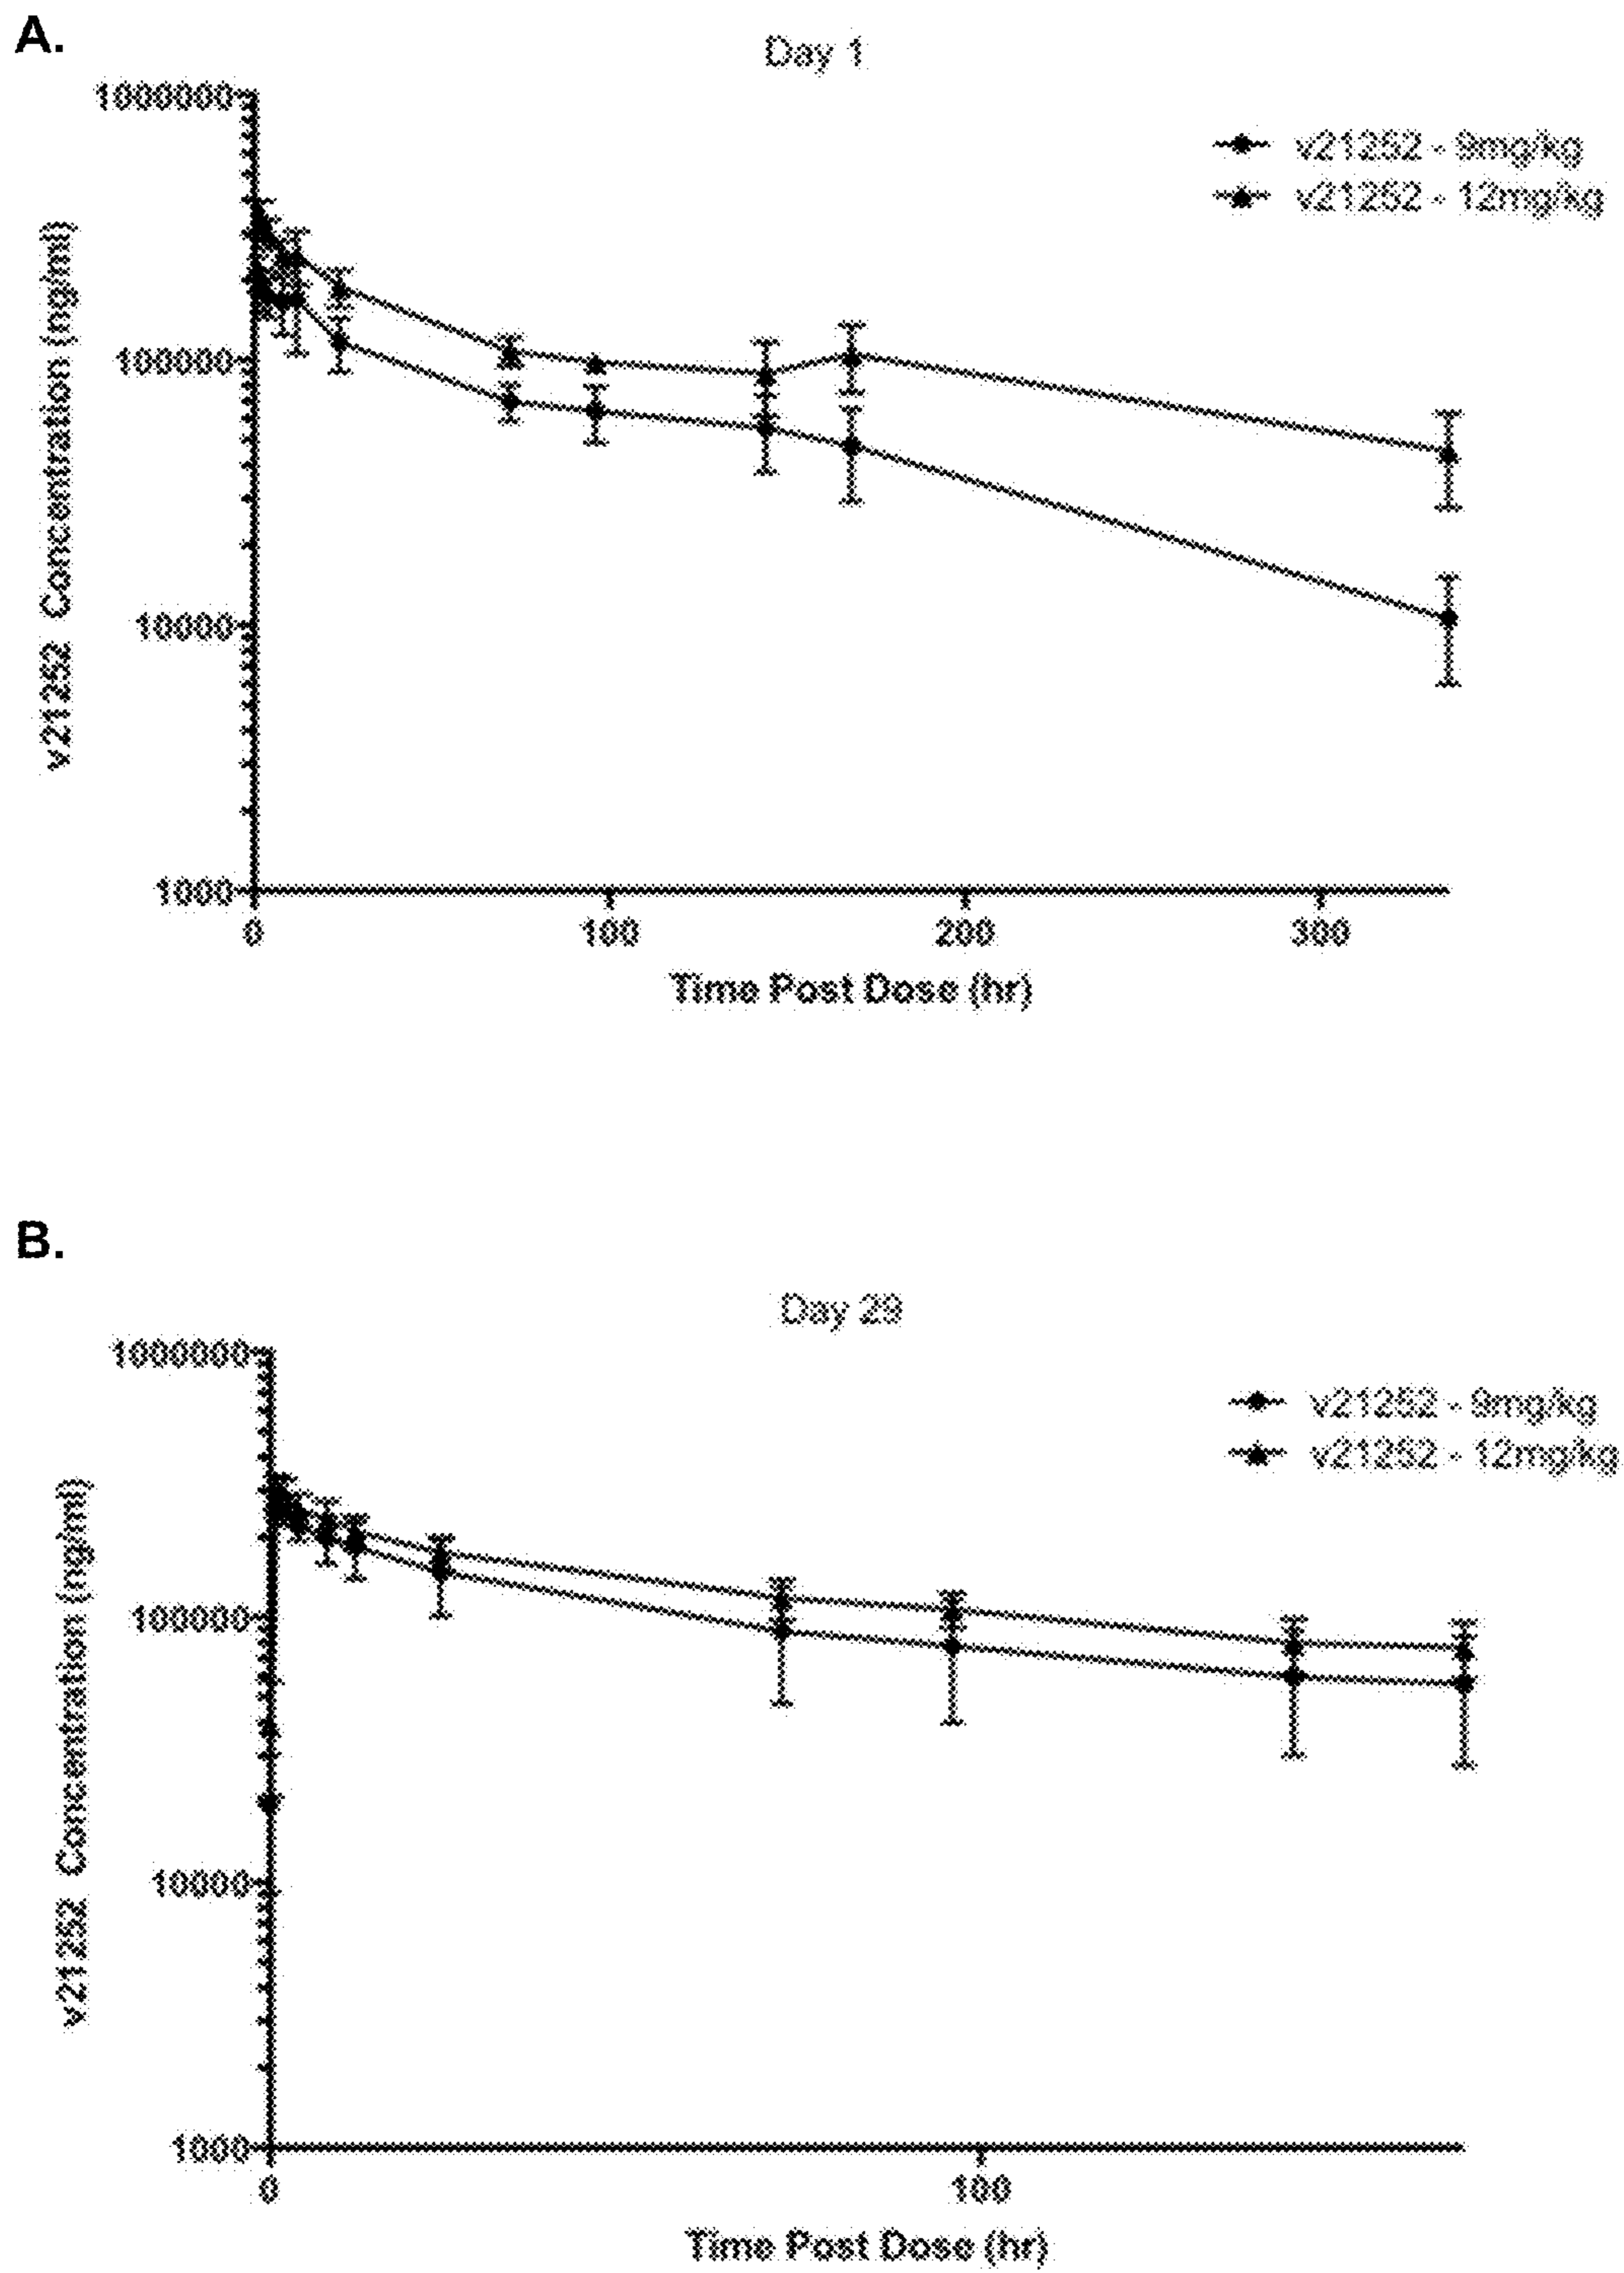 A.
Day 1
1000000
100000
10000
1000
v21252 Concentration (ng/ml)
v21252 - 9mg/kg
v21252 - 12mg/kg
0 100 200 300
Time Post Dose (hr)
B.
Day 29
1000000
100000
10000
1000
v21252 Concentration (ng/ml)
v21252 - 9mg/kg
v21252 - 12mg/kg
0 100
Time Post Dose (hr)